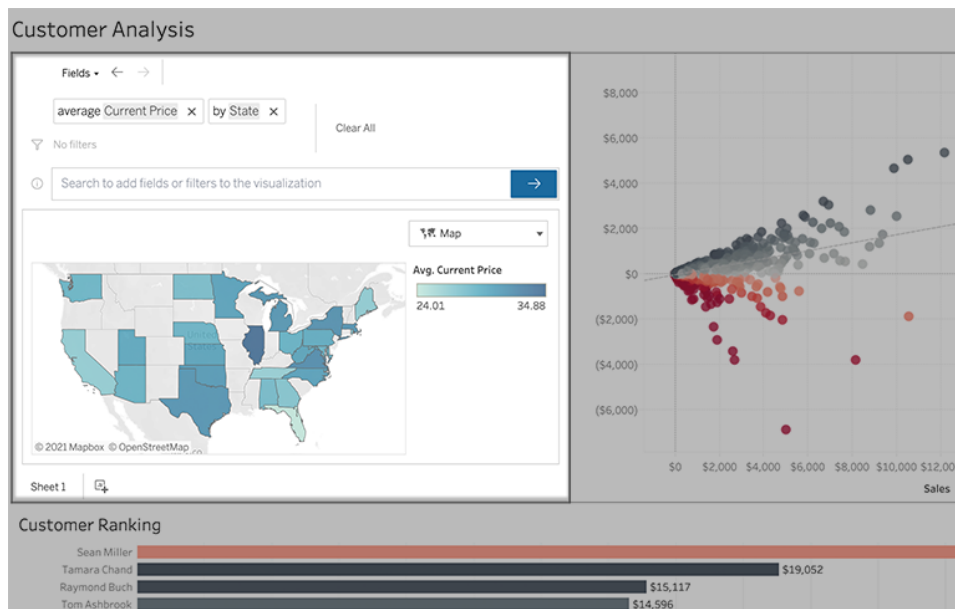 Customer Analysis
Fields
average Current Price
by State
Clear All
No filters
Search to add fields or filters to the visualization
Map
Avg. Current Price
24.01
34.88
© 2021 Mapbox © OpenStreetMap
Sheet 1
$8,000
$6,000
$4,000
$2,000
$0
($2,000)
($4,000)
($6,000)
$0 $2,000 $4,000 $6,000 $8,000 $10,000 $12,000
Sales
Customer Ranking
Sean Miller
Tamara Chand $19,052
Raymond Buch $15,117
Tom Ashbrook $14,596